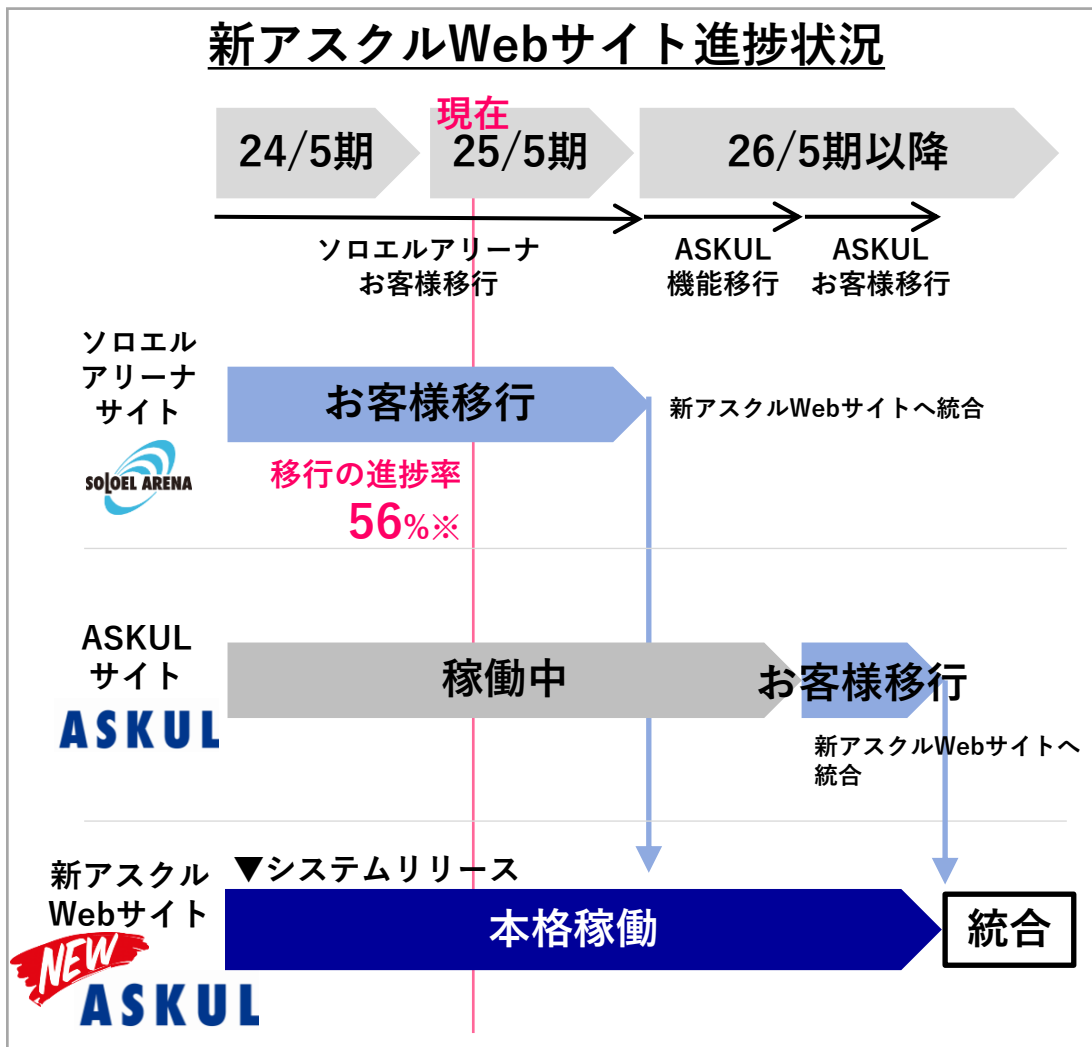 新アスクルWebサイト進捗状況
現在
24/5期
25/5期
26/5期以降
ソロエルアリーナ
お客様移行
ASKUL
機能移行
ASKUL
お客様移行
ソロエル
アリーナ
サイト
SOLOEL ARENA
お客様移行
新アスクルWebサイトへ統合
移行の進捗率
56%※
ASKUL
サイト
ASKUL
稼働中
お客様移行
新アスクルWebサイトへ
統合
新アスクル
Webサイト
NEW
ASKUL
▼システムリリース
本格稼働
統合